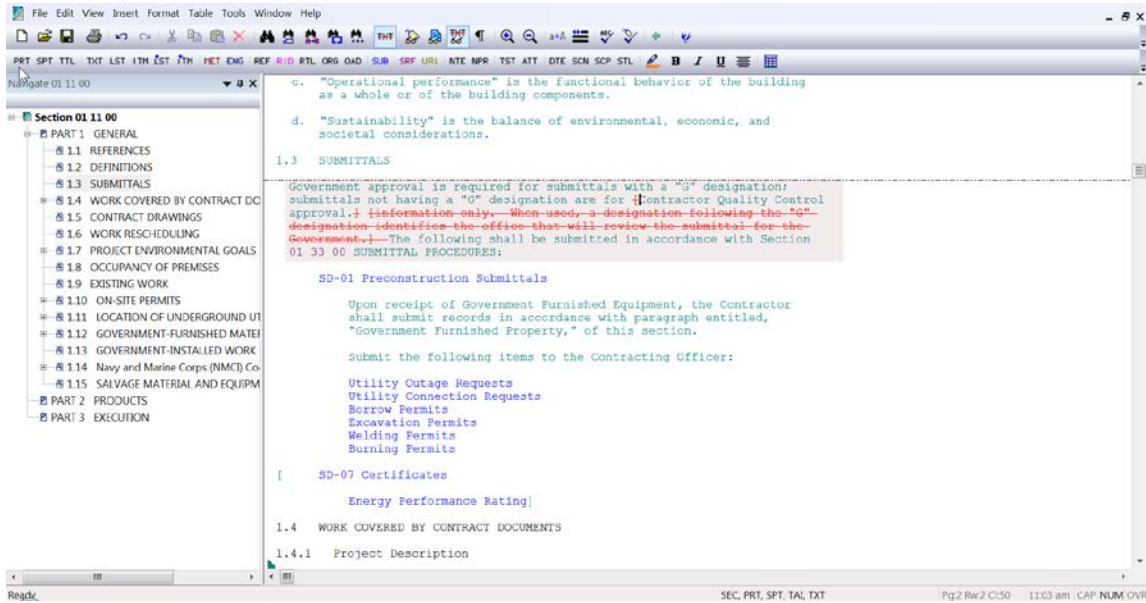 File Edit View Insert Format Table Tools Window Help
PRT SPT TTL TXT LST ITM LST ITM MET ENG REF RID RTL ORG OAD SUB SRF URL NTE NPR TST ATT DTE SCN SCP STL B I U
Navigate 01 11 00
Section 01 11 00
PART 1 GENERAL
1.1 REFERENCES
1.2 DEFINITIONS
1.3 SUBMITTALS
1.4 WORK COVERED BY CONTRACT DO
1.5 CONTRACT DRAWINGS
1.6 WORK RESCHEDULING
1.7 PROJECT ENVIRONMENTAL GOALS
1.8 OCCUPANCY OF PREMISES
1.9 EXISTING WORK
1.10 ON-SITE PERMITS
1.11 LOCATION OF UNDERGROUND UT
1.12 GOVERNMENT-FURNISHED MATE
1.13 GOVERNMENT-INSTALLED WORK
1.14 Navy and Marine Corps (NMCI) Co
1.15 SALVAGE MATERIAL AND EQUIPM
PART 2 PRODUCTS
PART 3 EXECUTION
c. "Operational performance" is the functional behavior of the building
as a whole or of the building components.
d. "Sustainability" is the balance of environmental, economic, and
societal considerations.
1.3 SUBMITTALS
Government approval is required for submittals with a "G" designation;
submittals not having a "G" designation are for [Contractor Quality Control
approval.] [information only. When used, a designation following the "G"
designation identifies the office that will review the submittal for the
Government.] The following shall be submitted in accordance with Section
01 33 00 SUBMITTAL PROCEDURES:
SD-01 Preconstruction Submittals
Upon receipt of Government Furnished Equipment, the Contractor
shall submit records in accordance with paragraph entitled,
"Government Furnished Property," of this section.
Submit the following items to the Contracting Officer:
Utility Outage Requests
Utility Connection Requests
Borrow Permits
Excavation Permits
Welding Permits
Burning Permits
[ SD-07 Certificates
Energy Performance Rating]
1.4 WORK COVERED BY CONTRACT DOCUMENTS
1.4.1 Project Description
Ready
SEC, PRT, SPT, TAI, TXT
Pg:2 Rw:2 Cl:50 11:03 am CAP NUM OVR